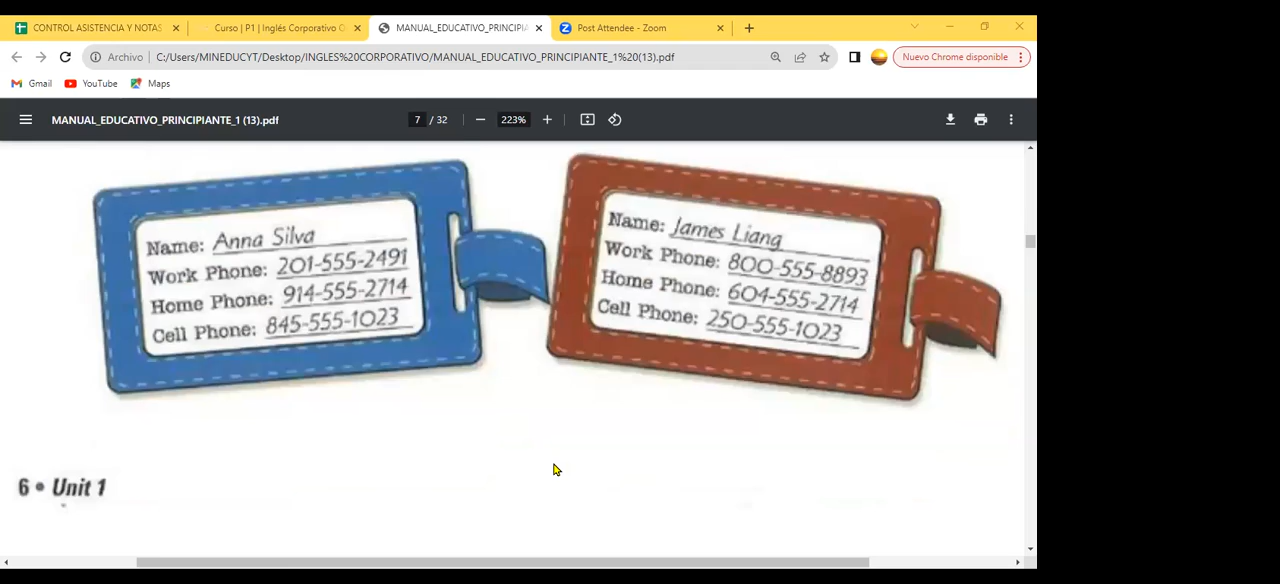 CONTROL ASISTENCIA Y NOTAS
Curso | P1 | Inglés Corporativo O
MANUAL_EDUCATIVO_PRINCIPIA
Post Attendee - Zoom
Archivo
C:/Users/MINEDUCYT/Desktop/INGLES%20CORPORATIVO/MANUAL_EDUCATIVO_PRINCIPIANTE_1%20(13).pdf
Nuevo Chrome disponible
Gmail
YouTube
Maps
MANUAL_EDUCATIVO_PRINCIPIANTE_1 (13).pdf
7 / 32
223%
Name: Anna Silva
Work Phone: 201-555-2491
Home Phone: 914-555-2714
Cell Phone: 845-555-1023
Name: James Liang
Work Phone: 800-555-8893
Home Phone: 604-555-2714
Cell Phone: 250-555-1023
6 • Unit 1